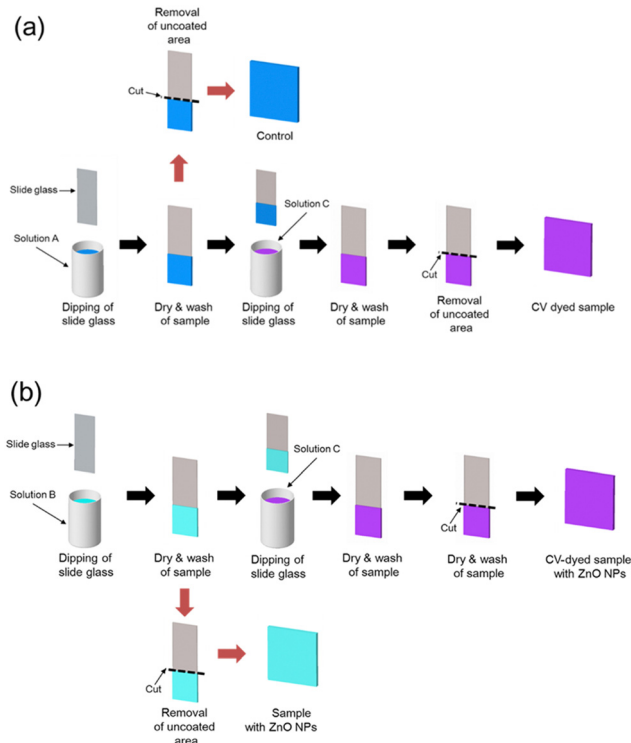 (a)
Removal
of uncoated
area
Cut
Control
Slide glass
Solution A
Solution C
Cut
Dipping of
slide glass
Dry & wash
of sample
Dipping of
slide glass
Dry & wash
of sample
Removal
of uncoated
area
CV dyed sample
(b)
Slide glass
Solution B
Solution C
Cut
Dipping of
slide glass
Dry & wash
of sample
Dipping of
slide glass
Dry & wash
of sample
Dry & wash
of sample
CV-dyed sample
with ZnO NPs
Cut
Removal
of uncoated
area
Sample
with ZnO NPs